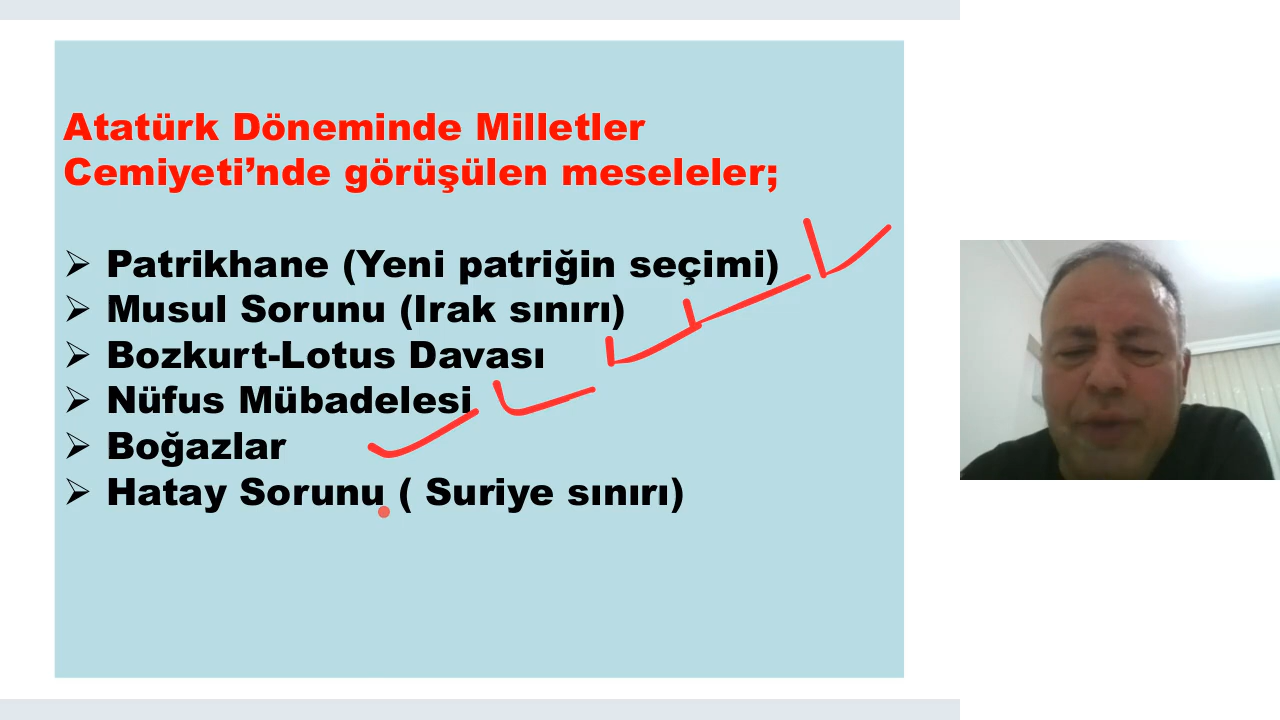 Atatürk Döneminde Milletler
Cemiyeti’nde görüşülen meseleler;
➢ Patrikhane (Yeni patriğin seçimi)
➢ Musul Sorunu (Irak sınırı)
➢ Bozkurt-Lotus Davası
➢ Nüfus Mübadelesi
➢ Boğazlar
➢ Hatay Sorunu ( Suriye sınırı)